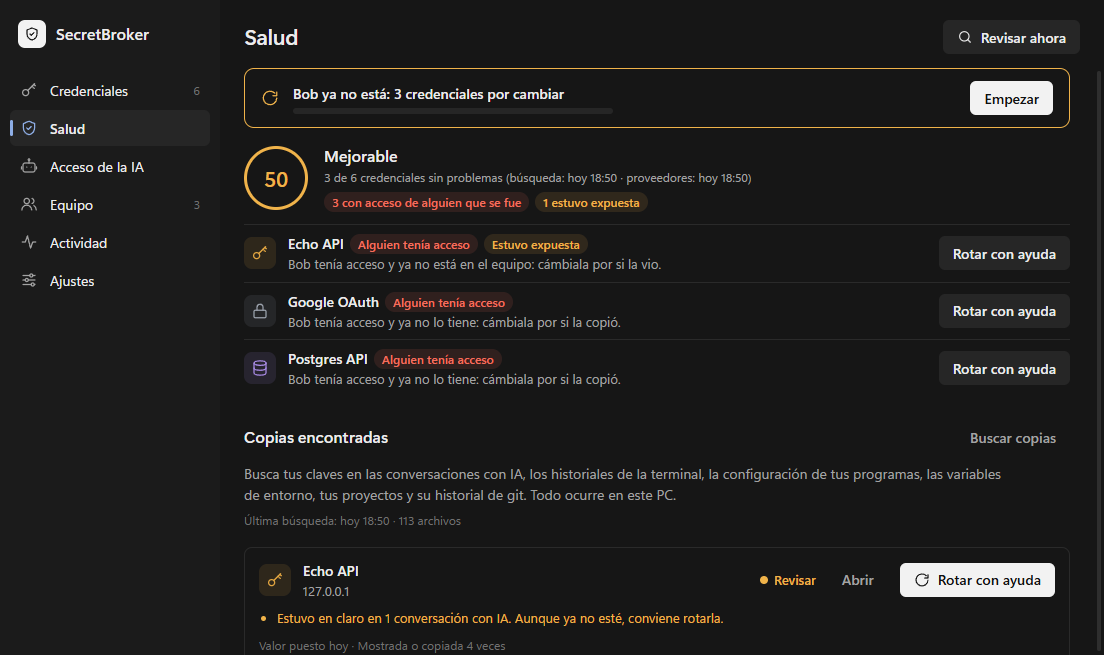 SecretBroker
Credenciales 6
Salud
Acceso de la IA
Equipo 3
Actividad
Ajustes
Salud
Revisar ahora
Bob ya no está: 3 credenciales por cambiar
Empezar
50
Mejorable
3 de 6 credenciales sin problemas (búsqueda: hoy 18:50 · proveedores: hoy 18:50)
3 con acceso de alguien que se fue
1 estuvo expuesta
Echo API Alguien tenía acceso Estuvo expuesta
Bob tenía acceso y ya no está en el equipo: cámbiala por si la vio.
Rotar con ayuda
Google OAuth Alguien tenía acceso
Bob tenía acceso y ya no lo tiene: cámbiala por si la copió.
Rotar con ayuda
Postgres API Alguien tenía acceso
Bob tenía acceso y ya no lo tiene: cámbiala por si la copió.
Rotar con ayuda
Copias encontradas
Buscar copias
Busca tus claves en las conversaciones con IA, los historiales de la terminal, la configuración de tus programas, las variables
de entorno, tus proyectos y su historial de git. Todo ocurre en este PC.
Última búsqueda: hoy 18:50 · 113 archivos
Echo API
127.0.0.1
Revisar
Abrir
Rotar con ayuda
Estuvo en claro en 1 conversación con IA. Aunque ya no esté, conviene rotarla.
Valor puesto hoy · Mostrada o copiada 4 veces